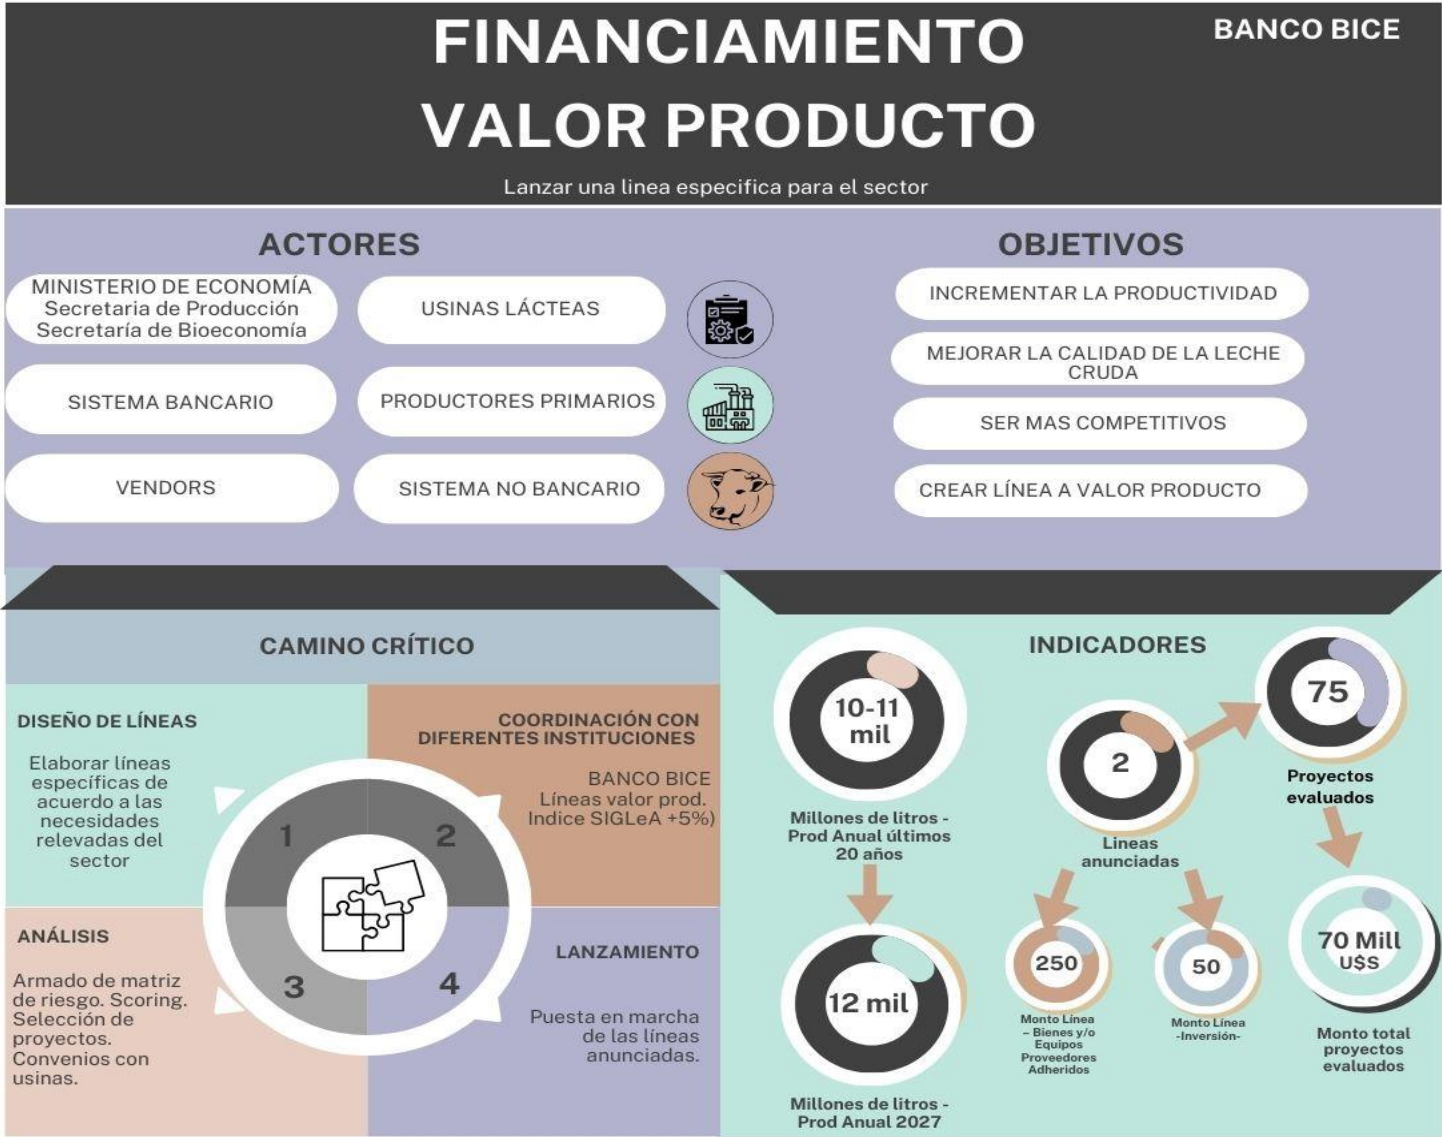 FINANCIAMIENTO
VALOR PRODUCTO
BANCO BICE
Lanzar una linea especifica para el sector
ACTORES
MINISTERIO DE ECONOMÍA
Secretaria de Producción
Secretaría de Bioeconomía
USINAS LÁCTEAS
SISTEMA BANCARIO
PRODUCTORES PRIMARIOS
VENDORS
SISTEMA NO BANCARIO
OBJETIVOS
INCREMENTAR LA PRODUCTIVIDAD
MEJORAR LA CALIDAD DE LA LECHE
CRUDA
SER MAS COMPETITIVOS
CREAR LÍNEA A VALOR PRODUCTO
CAMINO CRÍTICO
DISEÑO DE LÍNEAS
Elaborar líneas
específicas de
acuerdo a las
necesidades
relevadas del
sector
1
COORDINACIÓN CON
DIFERENTES INSTITUCIONES
BANCO BICE
Líneas valor prod.
Indice SIGLeA +5%)
2
ANÁLISIS
Armado de matriz
de riesgo. Scoring.
Selección de
proyectos.
Convenios con
usinas.
3
LANZAMIENTO
Puesta en marcha
de las líneas
anunciadas.
4
INDICADORES
10-11
mil
Millones de litros -
Prod Anual últimos
20 años
12 mil
Millones de litros -
Prod Anual 2027
2
Lineas
anunciadas
250
Monto Línea
– Bienes y/o
Equipos
Proveedores
Adheridos
50
Monto Línea
-Inversión-
75
Proyectos
evaluados
70 Mill
U$S
Monto total
proyectos
evaluados